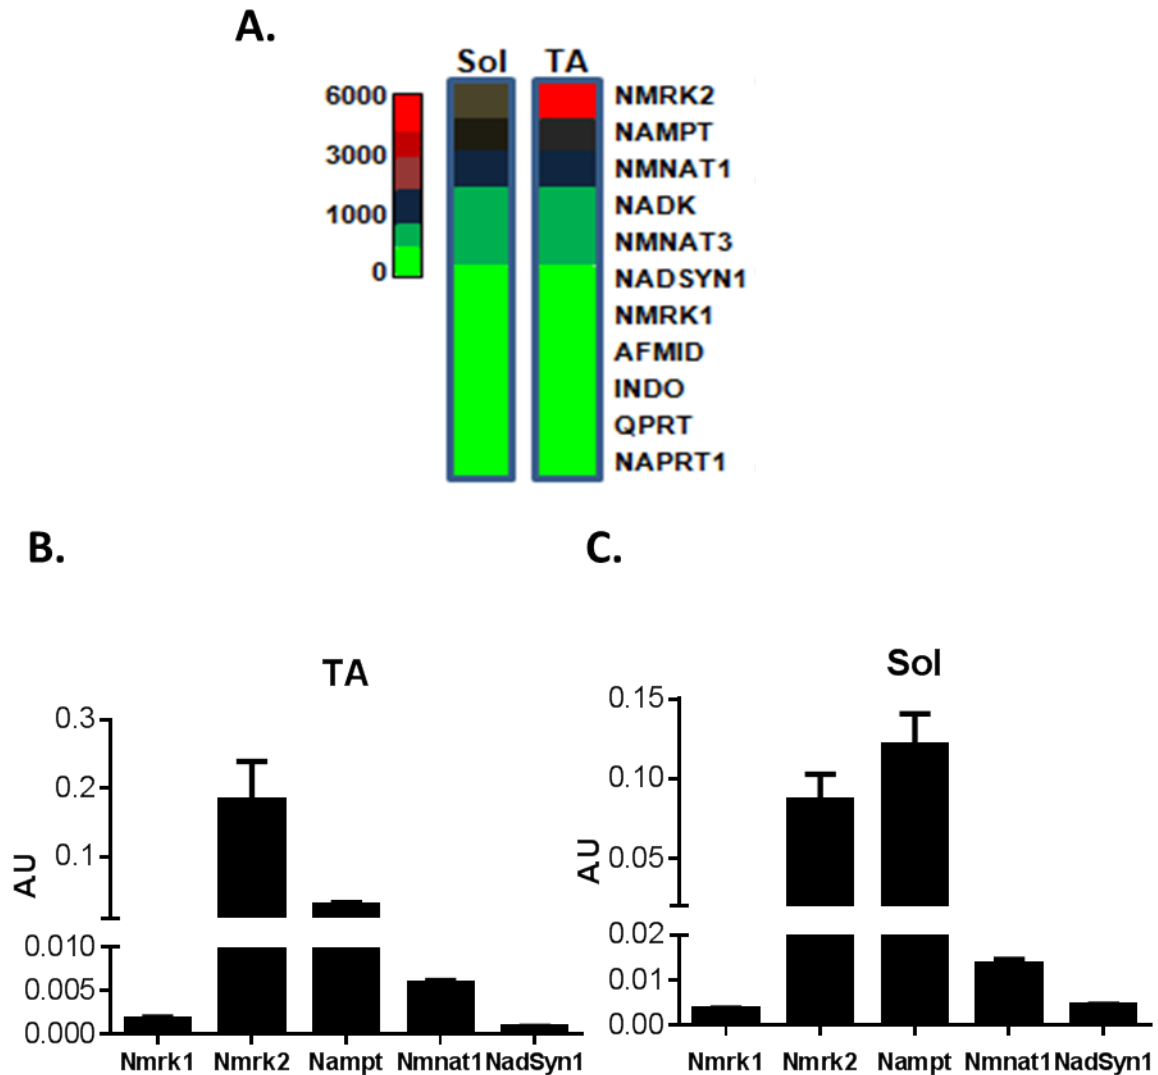 A.
Sol TA
6000
3000
1000
0
NMRK2
NAMPT
NMNAT1
NADK
NMNAT3
NADSYN1
NMRK1
AFMID
INDO
QPRT
NAPRT1
B.
TA
AU
0.3
0.2
0.1
0.010
0.005
0.000
Nmrk1 Nmrk2 Nampt Nmnat1 NadSyn1
C.
Sol
AU
0.15
0.10
0.05
0.02
0.01
0.00
Nmrk1 Nmrk2 Nampt Nmnat1 NadSyn1